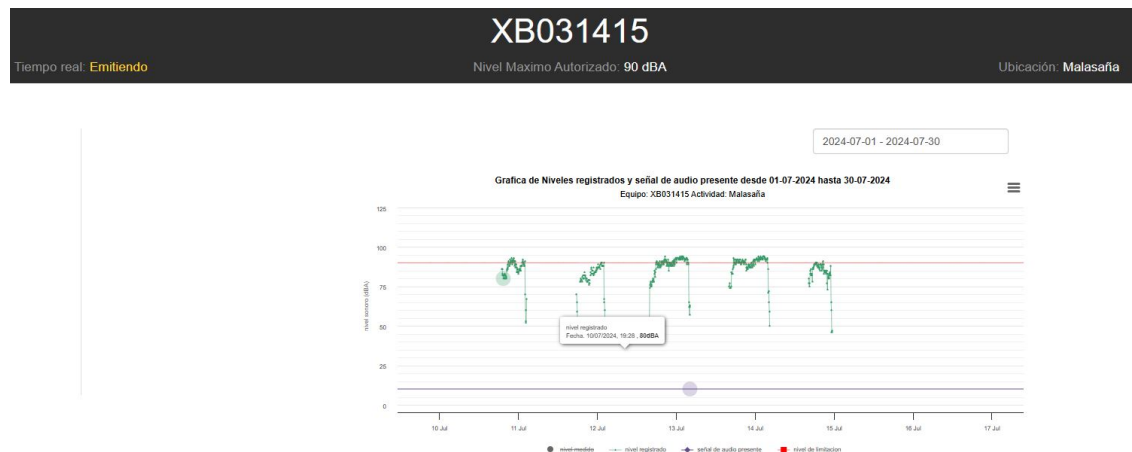 XB031415
Tiempo real: Emitiendo
Nivel Maximo Autorizado: 90 dBA
Ubicación: Malasaña
2024-07-01 - 2024-07-30
Grafica de Niveles registrados y señal de audio presente desde 01-07-2024 hasta 30-07-2024
Equipo: XB031415 Actividad: Malasaña
125
100
75
50
25
0
nivel sonoro (dBA)
nivel registrado
Fecha. 10/07/2024, 19:28 , 80dBA
10 Jul
11 Jul
12 Jul
13 Jul
14 Jul
15 Jul
16 Jul
17 Jul
nivel medido
nivel registrado
señal de audio presente
nivel de limitacion